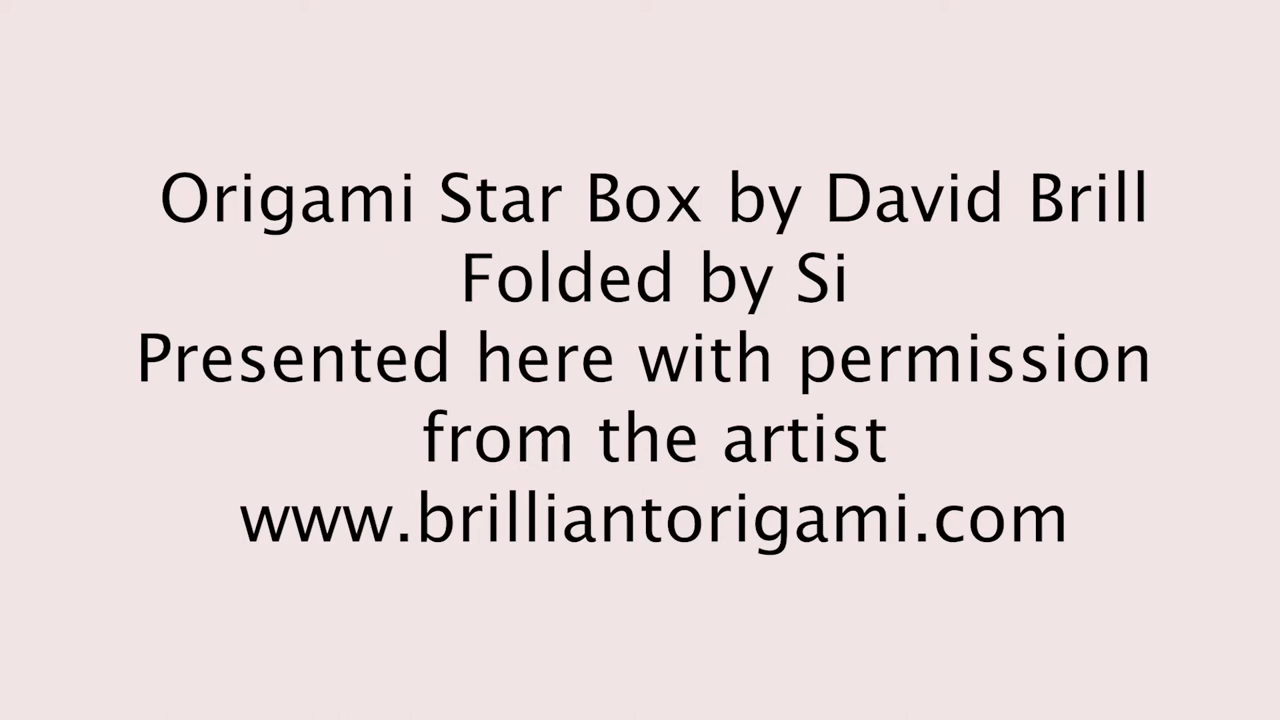 Origami Star Box by David Brill
Folded by Si
Presented here with permission
from the artist
www.brilliantorigami.com